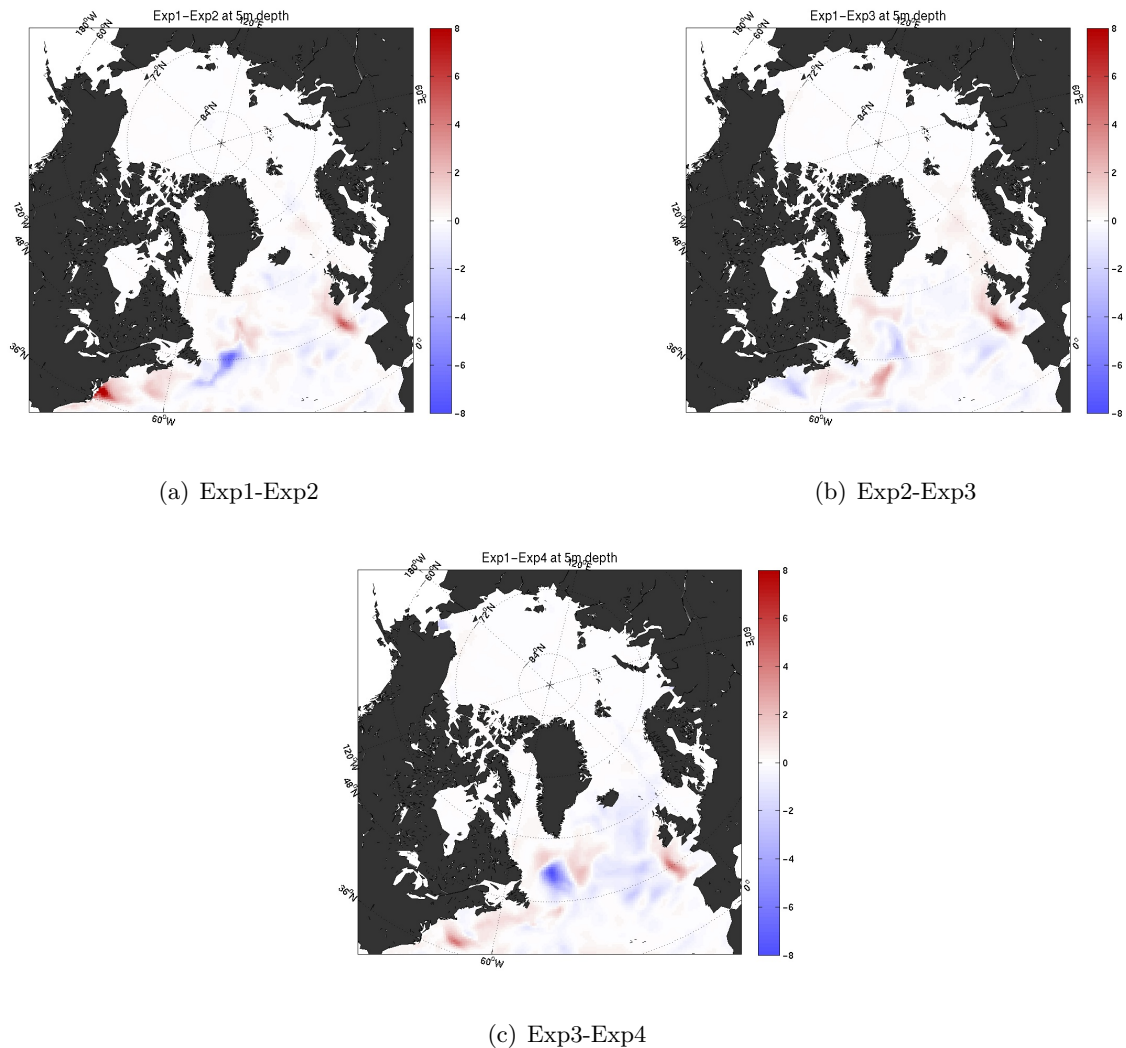 Exp1−Exp2 at 5m depth
180°W
60°N
120°E
72°N
84°N
60°E
120°W
48°N
36°N
0°
60°W
8
6
4
2
0
−2
−4
−6
−8
(a) Exp1-Exp2
Exp1−Exp3 at 5m depth
180°W
60°N
120°E
72°N
84°N
60°E
120°W
48°N
36°N
0°
60°W
8
6
4
2
0
−2
−4
−6
−8
(b) Exp2-Exp3
Exp1−Exp4 at 5m depth
180°W
60°N
120°E
72°N
84°N
60°E
120°W
48°N
36°N
0°
60°W
8
6
4
2
0
−2
−4
−6
−8
(c) Exp3-Exp4